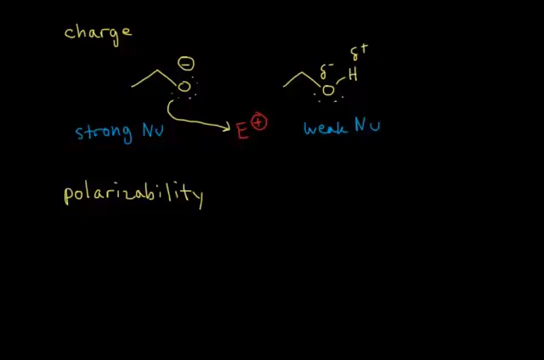 charge
⊖ δ- δ+
O O H
strong Nu E⊕ weak Nu
polarizability